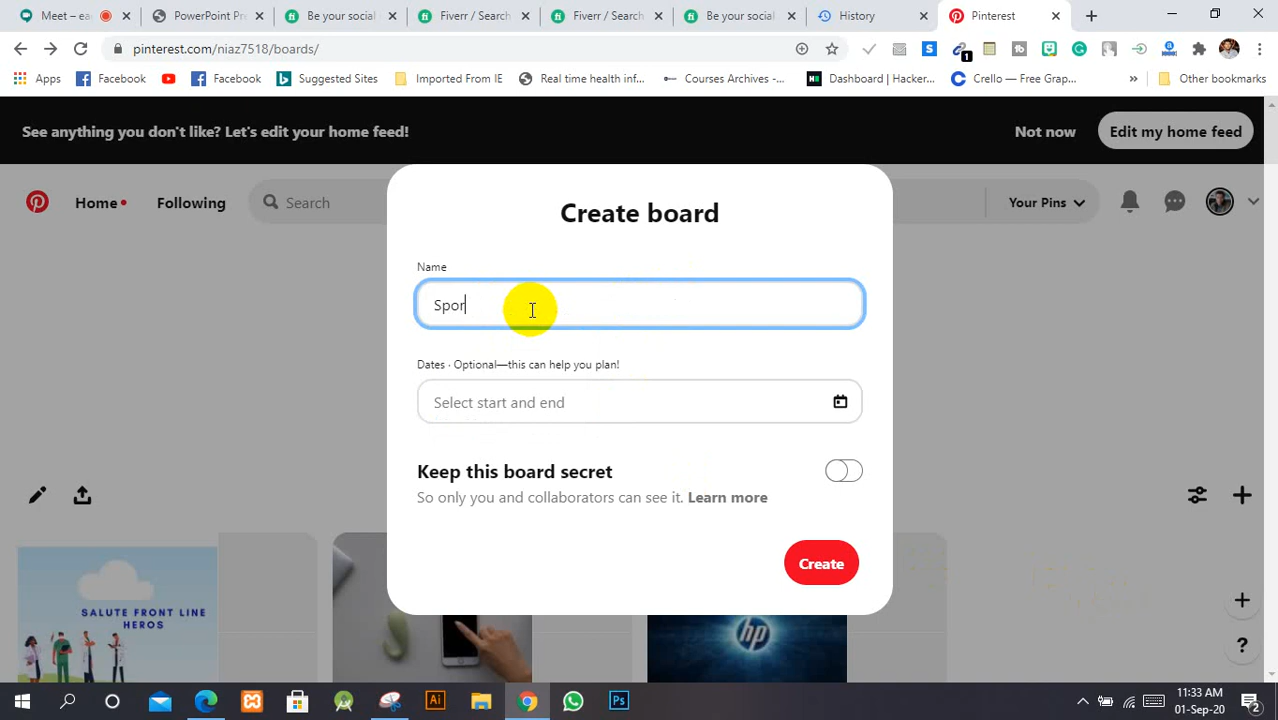 Meet – ea
PowerPoint Pr
Be your social
Fiverr / Search
Fiverr / Search
Be your social
History
Pinterest
pinterest.com/niaz7518/boards/
Apps
Facebook
Facebook
Suggested Sites
Imported From IE
Real time health inf...
Courses Archives -...
Dashboard | Hacker...
Crello — Free Grap...
»
Other bookmarks
See anything you don't like? Let's edit your home feed!
Not now
Edit my home feed
Home
Following
Search
Your Pins
Create board
Name
Spor
Dates · Optional—this can help you plan!
Select start and end
Keep this board secret
So only you and collaborators can see it. Learn more
Create
SALUTE FRONT LINE
HEROS
hp
?
Ai
Ps
11:33 AM
01-Sep-20
2